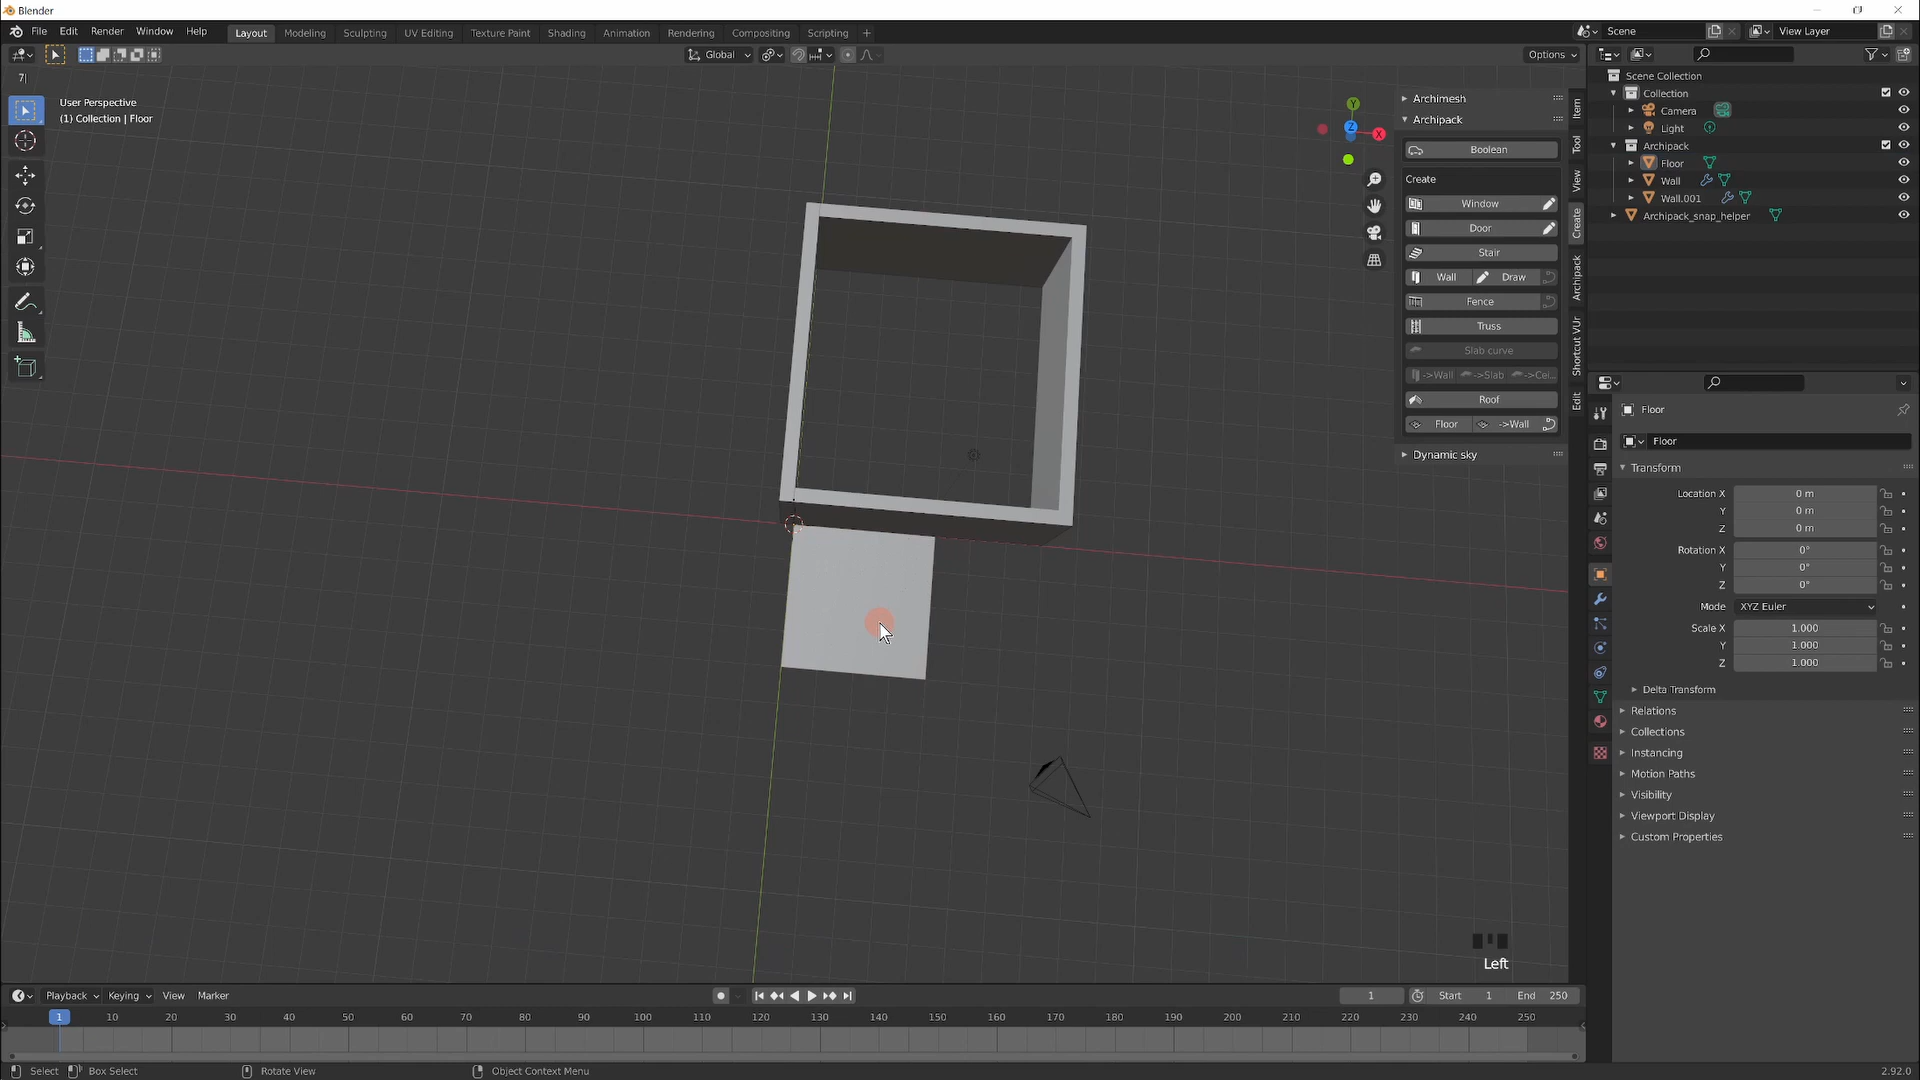 Blender
File Edit Render Window Help
Layout Modeling Sculpting UV Editing Texture Paint Shading Animation Rendering Compositing Scripting +
Scene View Layer
Global Options
7|
User Perspective
(1) Collection | Floor
Y
Z
X
Archimesh
Archipack
Boolean
Create
Window
Door
Stair
Wall Draw
Fence
Truss
Slab curve
->Wall ->Slab ->Cei...
Roof
Floor ->Wall
Dynamic sky
Item
Tool
View
Create
Archipack
Shortcut VUr
Edit
Scene Collection
Collection
Camera
Light
Archipack
Floor
Wall
Wall.001
Archipack_snap_helper
Floor
Floor
Transform
Location X 0 m
Y 0 m
Z 0 m
Rotation X 0°
Y 0°
Z 0°
Mode XYZ Euler
Scale X 1.000
Y 1.000
Z 1.000
Delta Transform
Relations
Collections
Instancing
Motion Paths
Visibility
Viewport Display
Custom Properties
Left
Playback Keying View Marker
1 Start 1 End 250
1 10 20 30 40 50 60 70 80 90 100 110 120 130 140 150 160 170 180 190 200 210 220 230 240 250
Select Box Select Rotate View Object Context Menu 2.92.0